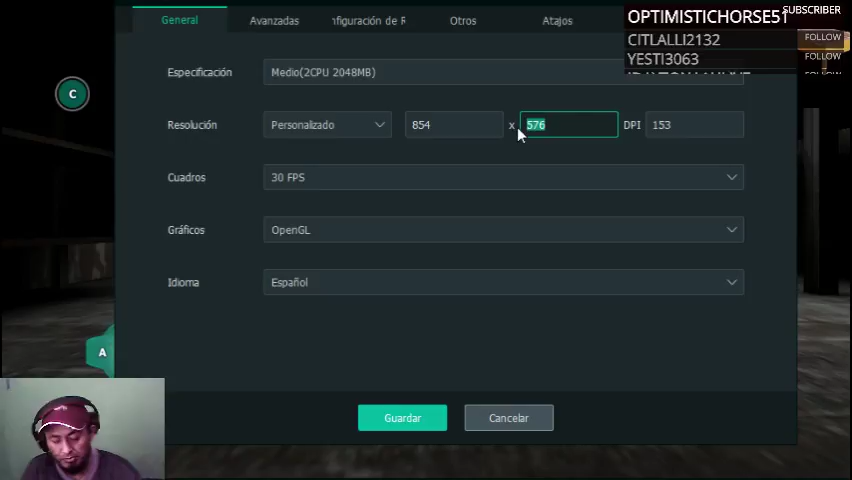 General
Avanzadas
nfiguración de R
Otros
Atajos
SUBSCRIBER
OPTIMISTICHORSE51
CITLALLI2132
FOLLOW
YESTI3063
FOLLOW
FOLLOW
C
Especificación
Medio(2CPU 2048MB)
Resolución
Personalizado
854
x
576
DPI
153
Cuadros
30 FPS
Gráficos
OpenGL
Idioma
Español
A
Guardar
Cancelar